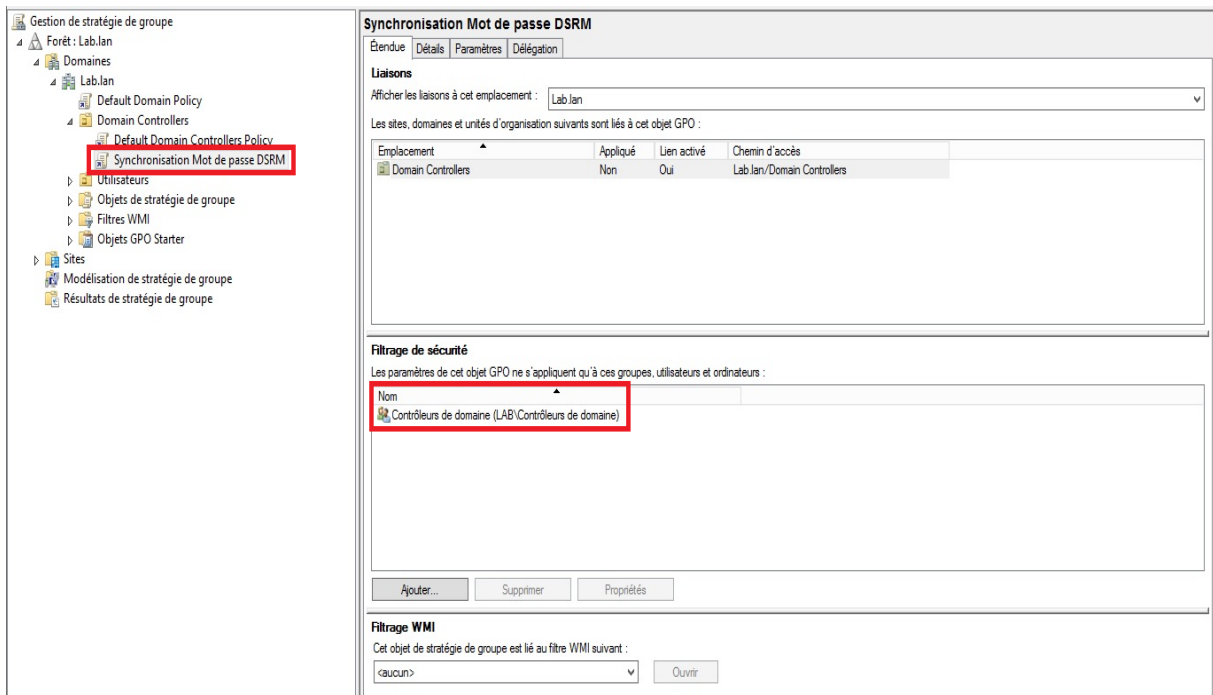 Gestion de stratégie de groupe
Forêt : Lab.lan
Domaines
Lab.lan
Default Domain Policy
Domain Controllers
Default Domain Controllers Policy
Synchronisation Mot de passe DSRM
Utilisateurs
Objets de stratégie de groupe
Filtres WMI
Objets GPO Starter
Sites
Modélisation de stratégie de groupe
Résultats de stratégie de groupe
Synchronisation Mot de passe DSRM
Étendue Détails Paramètres Délégation
Liaisons
Afficher les liaisons à cet emplacement : Lab.lan
Les sites, domaines et unités d'organisation suivants sont liés à cet objet GPO :
Emplacement Appliqué Lien activé Chemin d'accès
Domain Controllers Non Oui Lab.lan/Domain Controllers
Filtrage de sécurité
Les paramètres de cet objet GPO ne s'appliquent qu'à ces groupes, utilisateurs et ordinateurs :
Nom
Contrôleurs de domaine (LAB\Contrôleurs de domaine)
Ajouter... Supprimer Propriétés
Filtrage WMI
Cet objet de stratégie de groupe est lié au filtre WMI suivant :
<aucun> Ouvrir